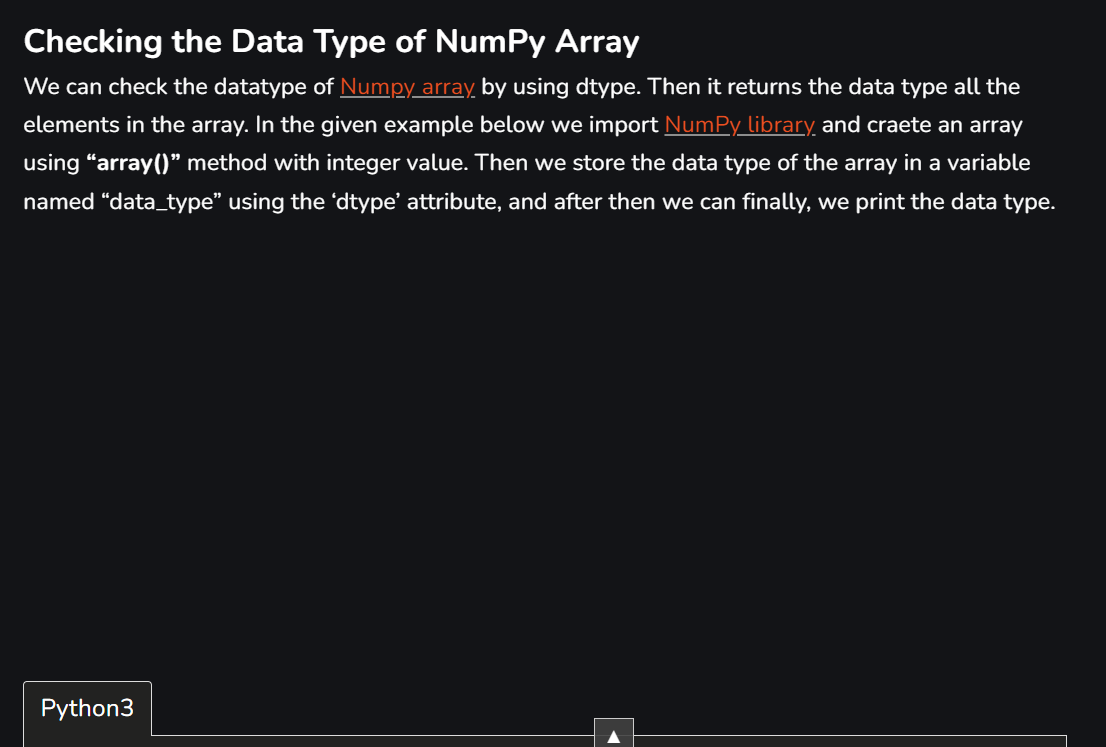 Checking the Data Type of NumPy Array
We can check the datatype of Numpy array by using dtype. Then it returns the data type all the
elements in the array. In the given example below we import NumPy library and craete an array
using “array()” method with integer value. Then we store the data type of the array in a variable
named “data_type” using the ‘dtype’ attribute, and after then we can finally, we print the data type.
Python3